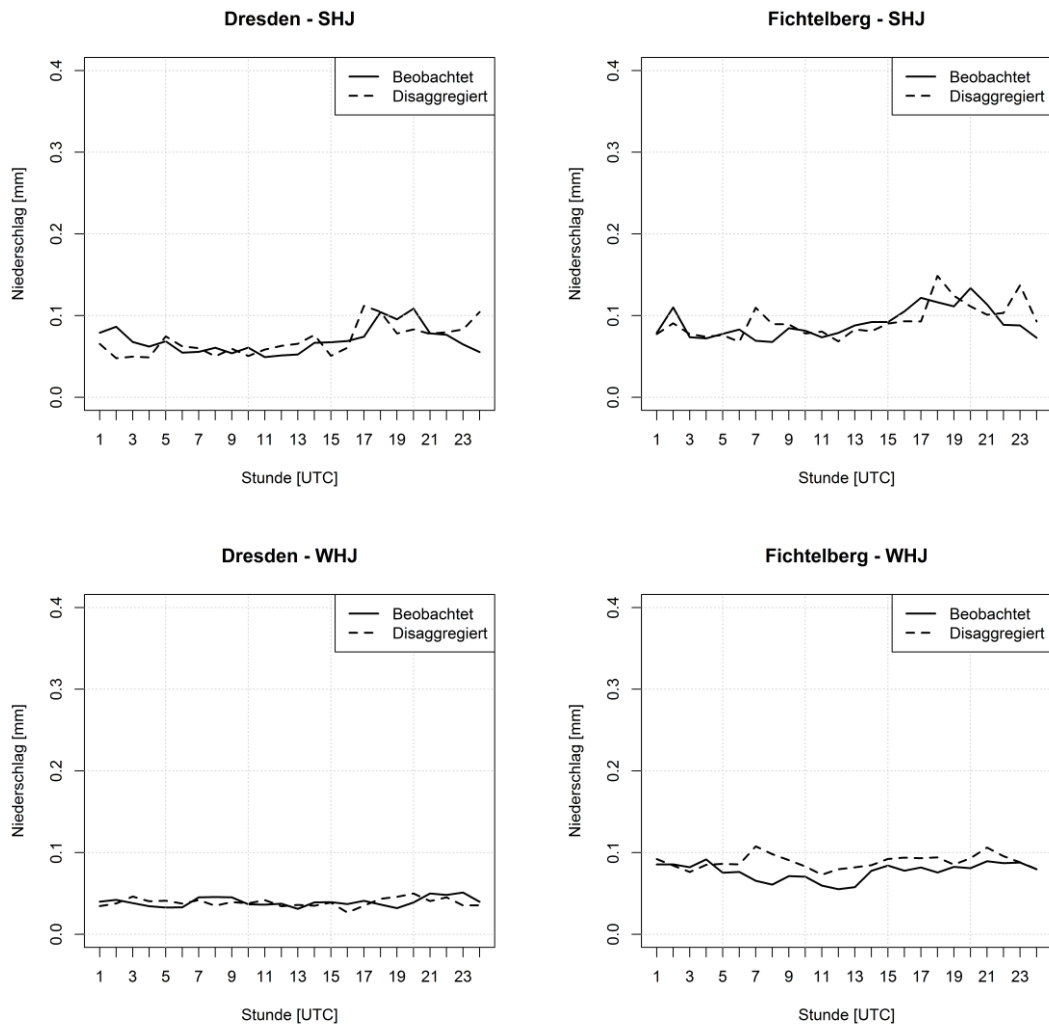 Dresden - SHJ
Niederschlag [mm]
0.4
0.3
0.2
0.1
0.0
Beobachtet
Disaggregiert
1 3 5 7 9 11 13 15 17 19 21 23
Stunde [UTC]
Fichtelberg - SHJ
Niederschlag [mm]
0.4
0.3
0.2
0.1
0.0
Beobachtet
Disaggregiert
1 3 5 7 9 11 13 15 17 19 21 23
Stunde [UTC]
Dresden - WHJ
Niederschlag [mm]
0.4
0.3
0.2
0.1
0.0
Beobachtet
Disaggregiert
1 3 5 7 9 11 13 15 17 19 21 23
Stunde [UTC]
Fichtelberg - WHJ
Niederschlag [mm]
0.4
0.3
0.2
0.1
0.0
Beobachtet
Disaggregiert
1 3 5 7 9 11 13 15 17 19 21 23
Stunde [UTC]